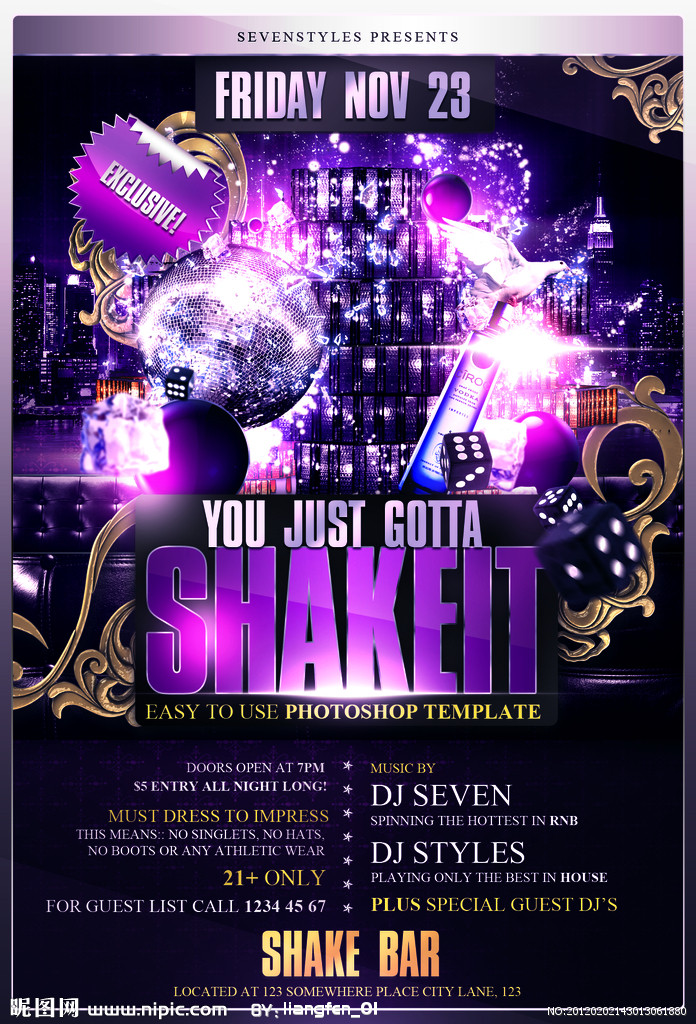 SEVENSTYLES PRESENTS
FRIDAY NOV 23
EXCLUSIVE!
CIROC
VODKA
YOU JUST GOTTA
SHAKEIT
EASY TO USE PHOTOSHOP TEMPLATE
DOORS OPEN AT 7PM
$5 ENTRY ALL NIGHT LONG!
MUST DRESS TO IMPRESS
THIS MEANS:: NO SINGLETS, NO HATS,
NO BOOTS OR ANY ATHLETIC WEAR
21+ ONLY
FOR GUEST LIST CALL 1234 45 67
MUSIC BY
DJ SEVEN
SPINNING THE HOTTEST IN RNB
DJ STYLES
PLAYING ONLY THE BEST IN HOUSE
PLUS SPECIAL GUEST DJ'S
SHAKE BAR
LOCATED AT 123 SOMEWHERE PLACE CITY LANE, 123
昵图网 www.nipic.com BY: liangfen_01
NO:20120202143013061880